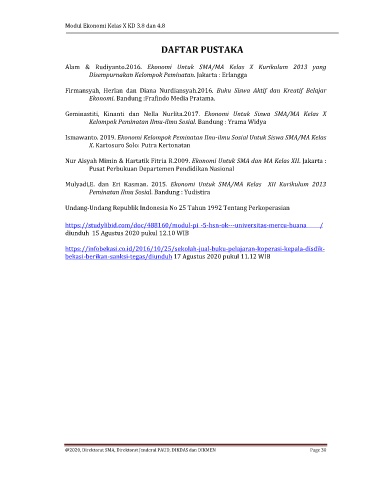 Modul Ekonomi Kelas X KD 3.8 dan 4.8
DAFTAR PUSTAKA
Alam & Rudiyanto.2016. Ekonomi Untuk SMA/MA Kelas X Kurikulum 2013 yang
Disempurnakan Kelompok Peminatan. Jakarta : Erlangga
Firmansyah, Herlan dan Diana Nurdiansyah.2016. Buku Siswa Aktif dan Kreatif Belajar
Ekonomi. Bandung :Grafindo Media Pratama.
Geminastiti, Kinanti dan Nella Nurlita.2017. Ekonomi Untuk Siswa SMA/MA Kelas X
Kelompok Peminatan Ilmu-Ilmu Sosial. Bandung : Yrama Widya
Ismawanto. 2019. Ekonomi Kelompok Peminatan Ilmu-ilmu Sosial Untuk Siswa SMA/MA Kelas
X. Kartosuro Solo: Putra Kertonatan
Nur Aisyah Mimin & Hartatik Fitria R.2009. Ekonomi Untuk SMA dan MA Kelas XII. Jakarta :
Pusat Perbukuan Departemen Pendidikan Nasional
Mulyadi,E. dan Eri Kasman. 2015. Ekonomi Untuk SMA/MA Kelas XII Kurikulum 2013
Peminatan Ilmu Sosial. Bandung : Yudistira
Undang-Undang Republik Indonesia No 25 Tahun 1992 Tentang Perkoperasian
https://studylibid.com/doc/488160/modul-pi -5-hsn-ok---universitas-mercu-buana /
diunduh 15 Agustus 2020 pukul 12.10 WIB
https://infobekasi.co.id/2016/10/25/sekolah-jual-buku-pelajaran-koperasi-kepala-disdik-
bekasi-berikan-sanksi-tegas/diunduh 17 Agustus 2020 pukul 11.12 WIB
@2020, Direktorat SMA, Direktorat Jenderal PAUD, DIKDAS dan DIKMEN Page 38